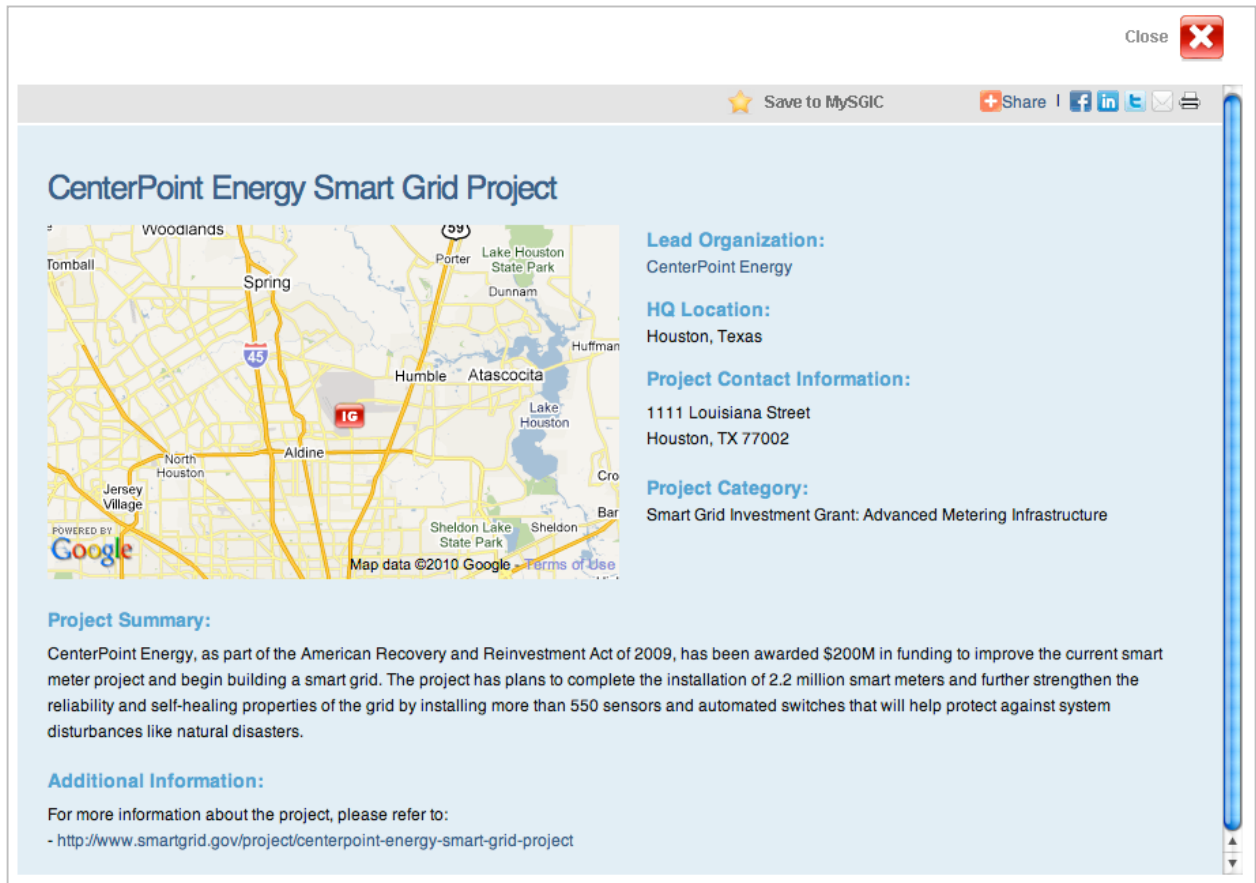 Close
Save to MySGIC
Share
CenterPoint Energy Smart Grid Project
Woodlands
59
Porter
Lake Houston
State Park
Tomball
Spring
Dunnam
45
Huffman
Humble
Atascocita
IG
Lake
Houston
Aldine
North
Houston
Cro
Jersey
Village
Bar
Sheldon Lake
State Park
Sheldon
POWERED BY
Google
Map data ©2010 Google - Terms of Use
Lead Organization:
CenterPoint Energy
HQ Location:
Houston, Texas
Project Contact Information:
1111 Louisiana Street
Houston, TX 77002
Project Category:
Smart Grid Investment Grant: Advanced Metering Infrastructure
Project Summary:
CenterPoint Energy, as part of the American Recovery and Reinvestment Act of 2009, has been awarded $200M in funding to improve the current smart
meter project and begin building a smart grid. The project has plans to complete the installation of 2.2 million smart meters and further strengthen the
reliability and self-healing properties of the grid by installing more than 550 sensors and automated switches that will help protect against system
disturbances like natural disasters.
Additional Information:
For more information about the project, please refer to:
- http://www.smartgrid.gov/project/centerpoint-energy-smart-grid-project